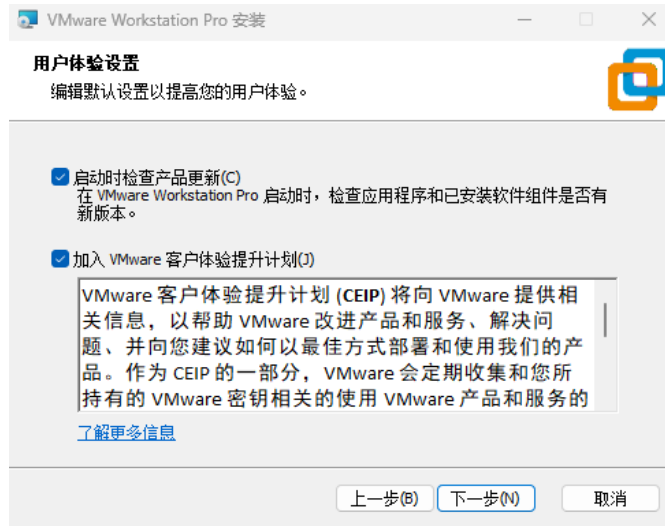 VMware Workstation Pro 安装
用户体验设置
编辑默认设置以提高您的用户体验。
启动时检查产品更新(C)
在 VMware Workstation Pro 启动时，检查应用程序和已安装软件组件是否有
新版本。
加入 VMware 客户体验提升计划(J)
VMware 客户体验提升计划 (CEIP) 将向 VMware 提供相
关信息，以帮助 VMware 改进产品和服务、解决问
题、并向您建议如何以最佳方式部署和使用我们的产
品。作为 CEIP 的一部分，VMware 会定期收集和您所
持有的 VMware 密钥相关的使用 VMware 产品和服务的
了解更多信息
上一步(B) 下一步(N) 取消